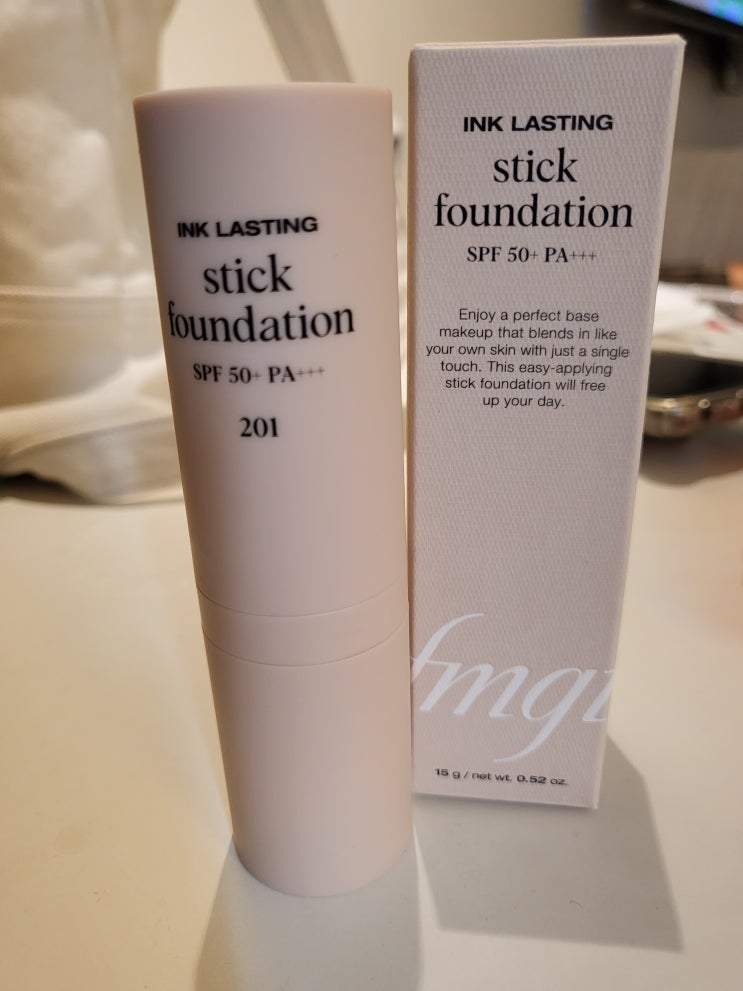 INK LASTING
stick
foundation
SPF 50+ PA+++
201
INK LASTING
stick
foundation
SPF 50+ PA+++
Enjoy a perfect base
makeup that blends in like
your own skin with just a single
touch. This easy-applying
stick foundation will free
up your day.
fmgt
15 g / net wt. 0.52 oz.